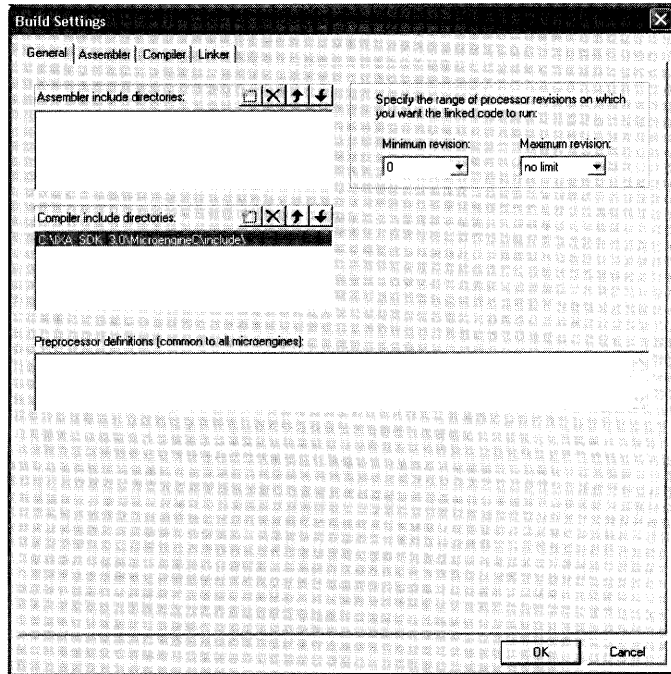 Build Settings
General Assembler Compiler Linker
Assembler include directories:
Specify the range of processor revisions on which
you want the linked code to run:
Minimum revision: Maximum revision:
0 no limit
Compiler include directories:
C:\IXA_SDK_3.0\MicroengineC\include\
Preprocessor definitions (common to all microengines):
OK Cancel